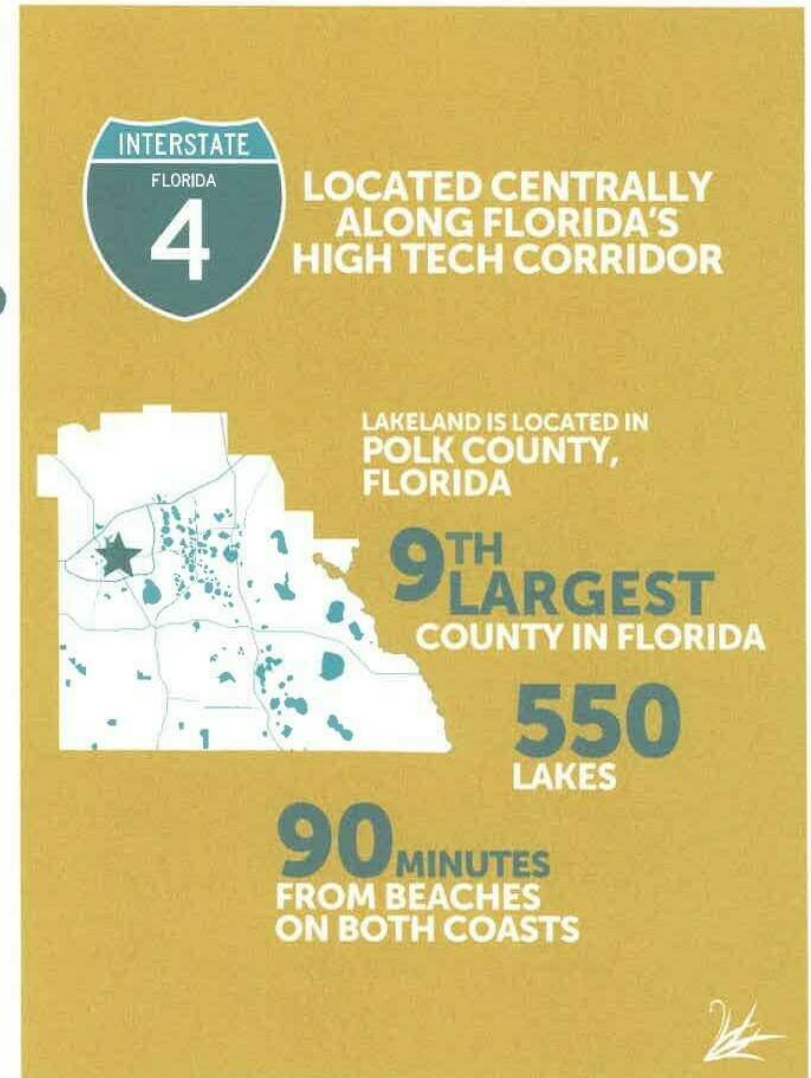 INTERSTATE
FLORIDA
4
LOCATED CENTRALLY
ALONG FLORIDA'S
HIGH TECH CORRIDOR
LAKELAND IS LOCATED IN
POLK COUNTY,
FLORIDA
9TH
LARGEST
COUNTY IN FLORIDA
550
LAKES
90 MINUTES
FROM BEACHES
ON BOTH COASTS